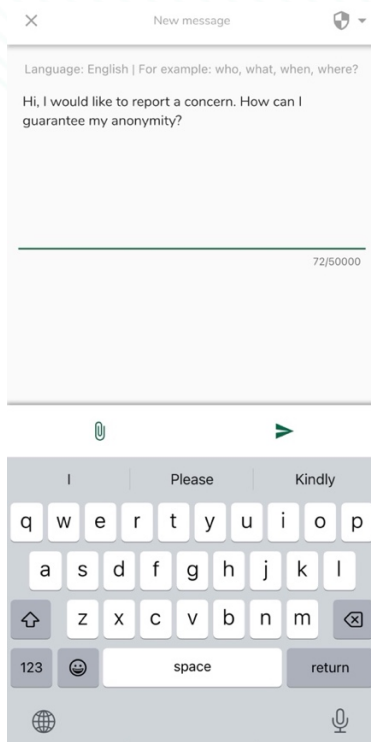 New message
Language: English | For example: who, what, when, where?
Hi, I would like to report a concern. How can I
guarantee my anonymity?
72/50000
I Please Kindly
q w e r t y u i o p
a s d f g h j k l
z x c v b n m
123 space return